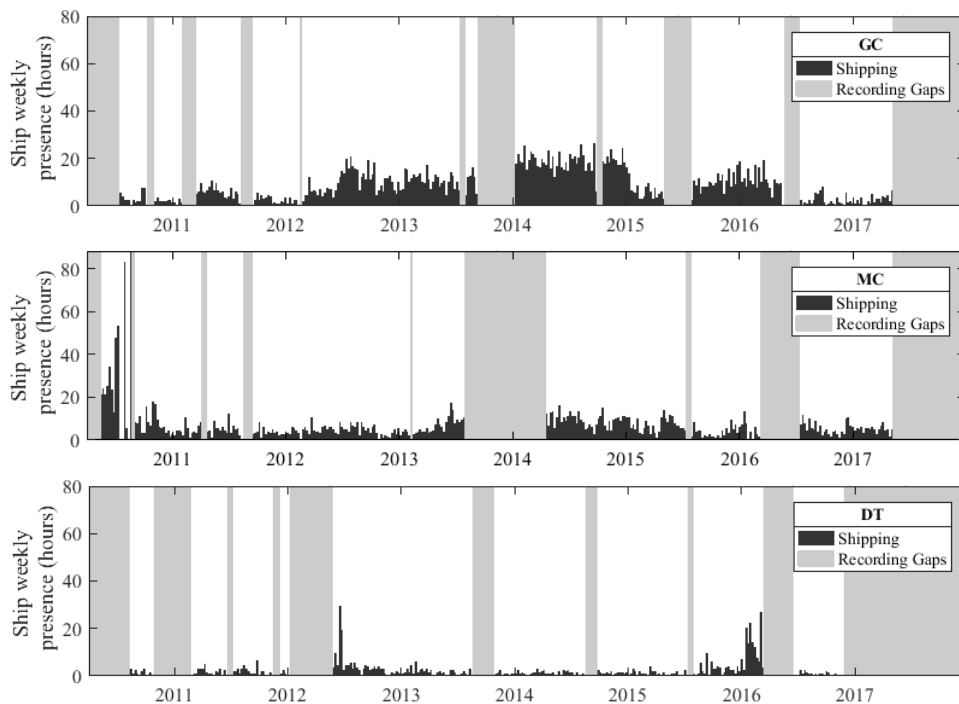 Ship weekly
presence (hours)
80
60
40
20
0
GC
Shipping
Recording Gaps
2011 2012 2013 2014 2015 2016 2017
Ship weekly
presence (hours)
80
60
40
20
0
MC
Shipping
Recording Gaps
2011 2012 2013 2014 2015 2016 2017
Ship weekly
presence (hours)
80
60
40
20
0
DT
Shipping
Recording Gaps
2011 2012 2013 2014 2015 2016 2017